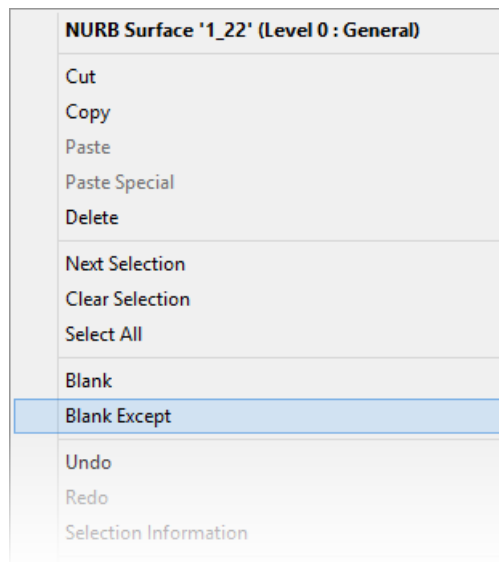 NURB Surface '1_22' (Level 0 : General)
Cut
Copy
Paste
Paste Special
Delete
Next Selection
Clear Selection
Select All
Blank
Blank Except
Undo
Redo
Selection Information